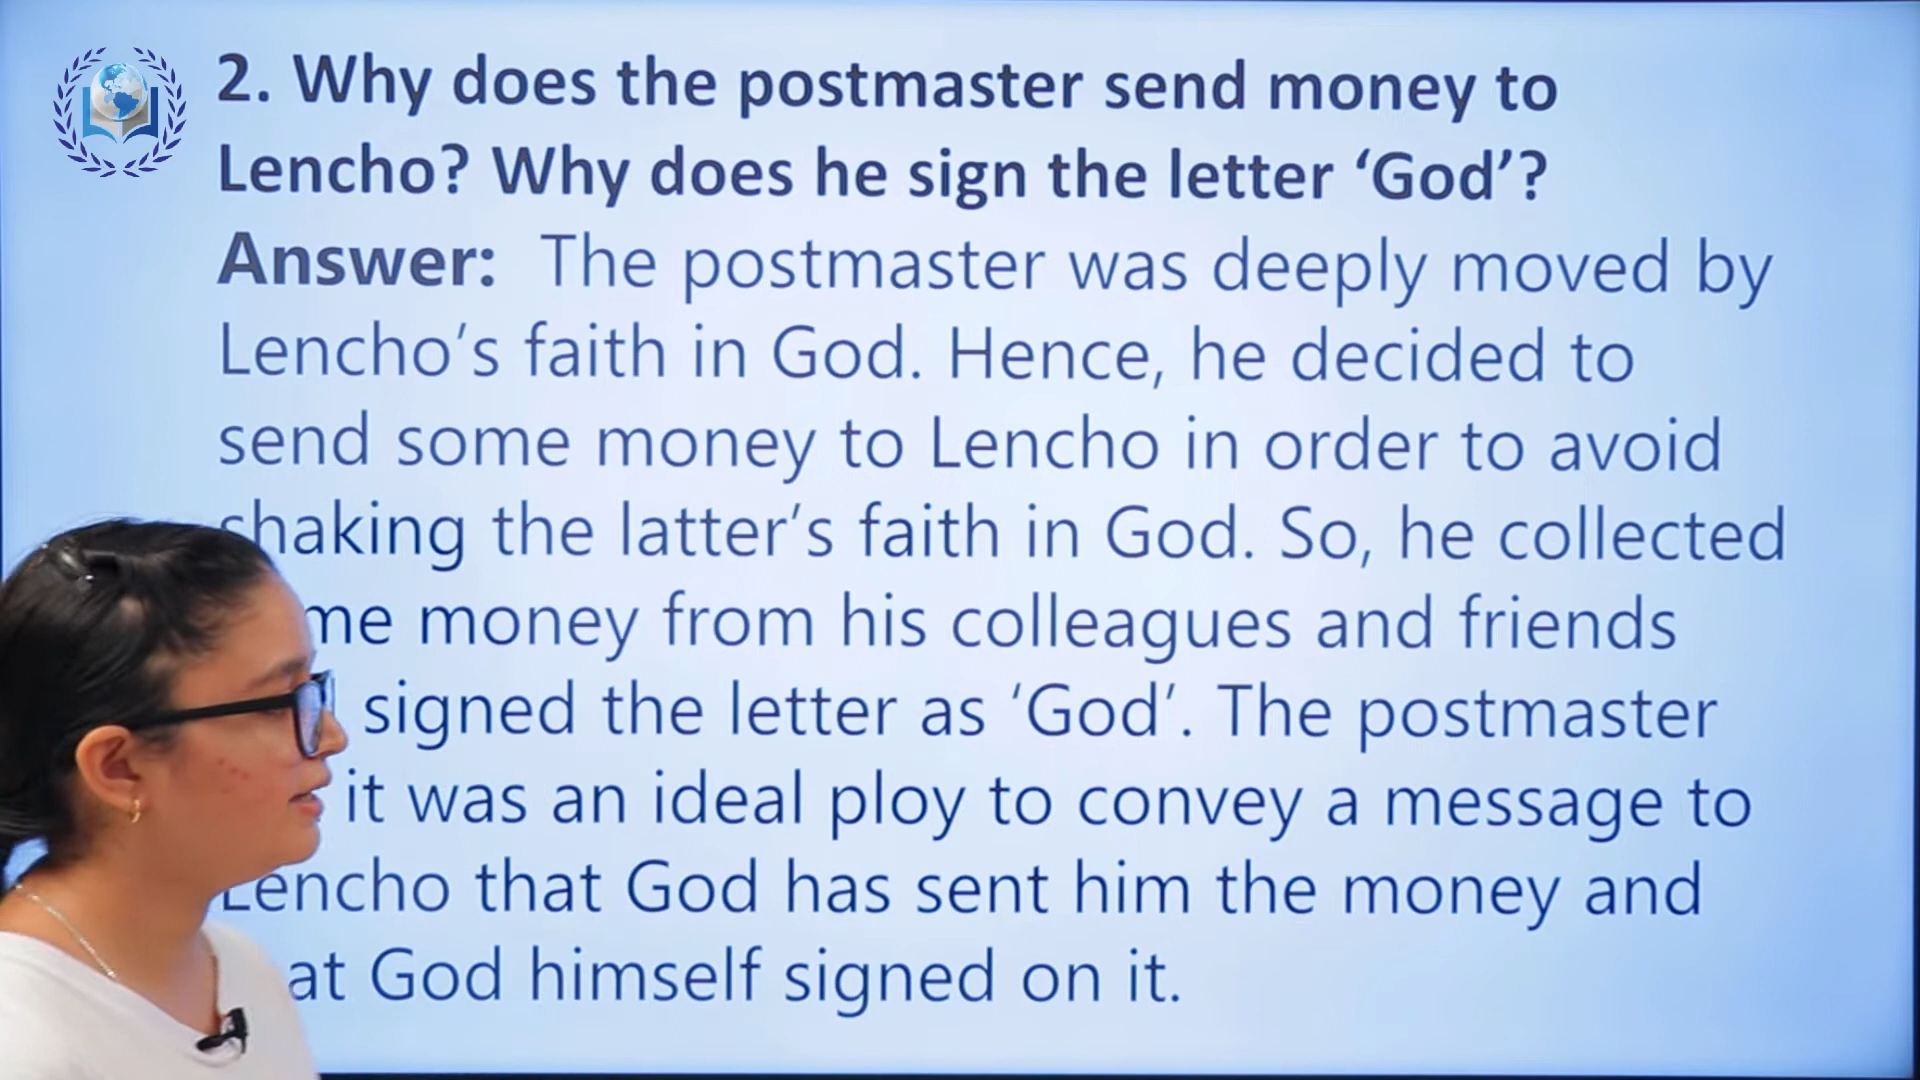 2. Why does the postmaster send money to
Lencho? Why does he sign the letter ‘God’?
Answer: The postmaster was deeply moved by
Lencho’s faith in God. Hence, he decided to
send some money to Lencho in order to avoid
shaking the latter’s faith in God. So, he collected
me money from his colleagues and friends
signed the letter as ‘God’. The postmaster
it was an ideal ploy to convey a message to
Lencho that God has sent him the money and
at God himself signed on it.